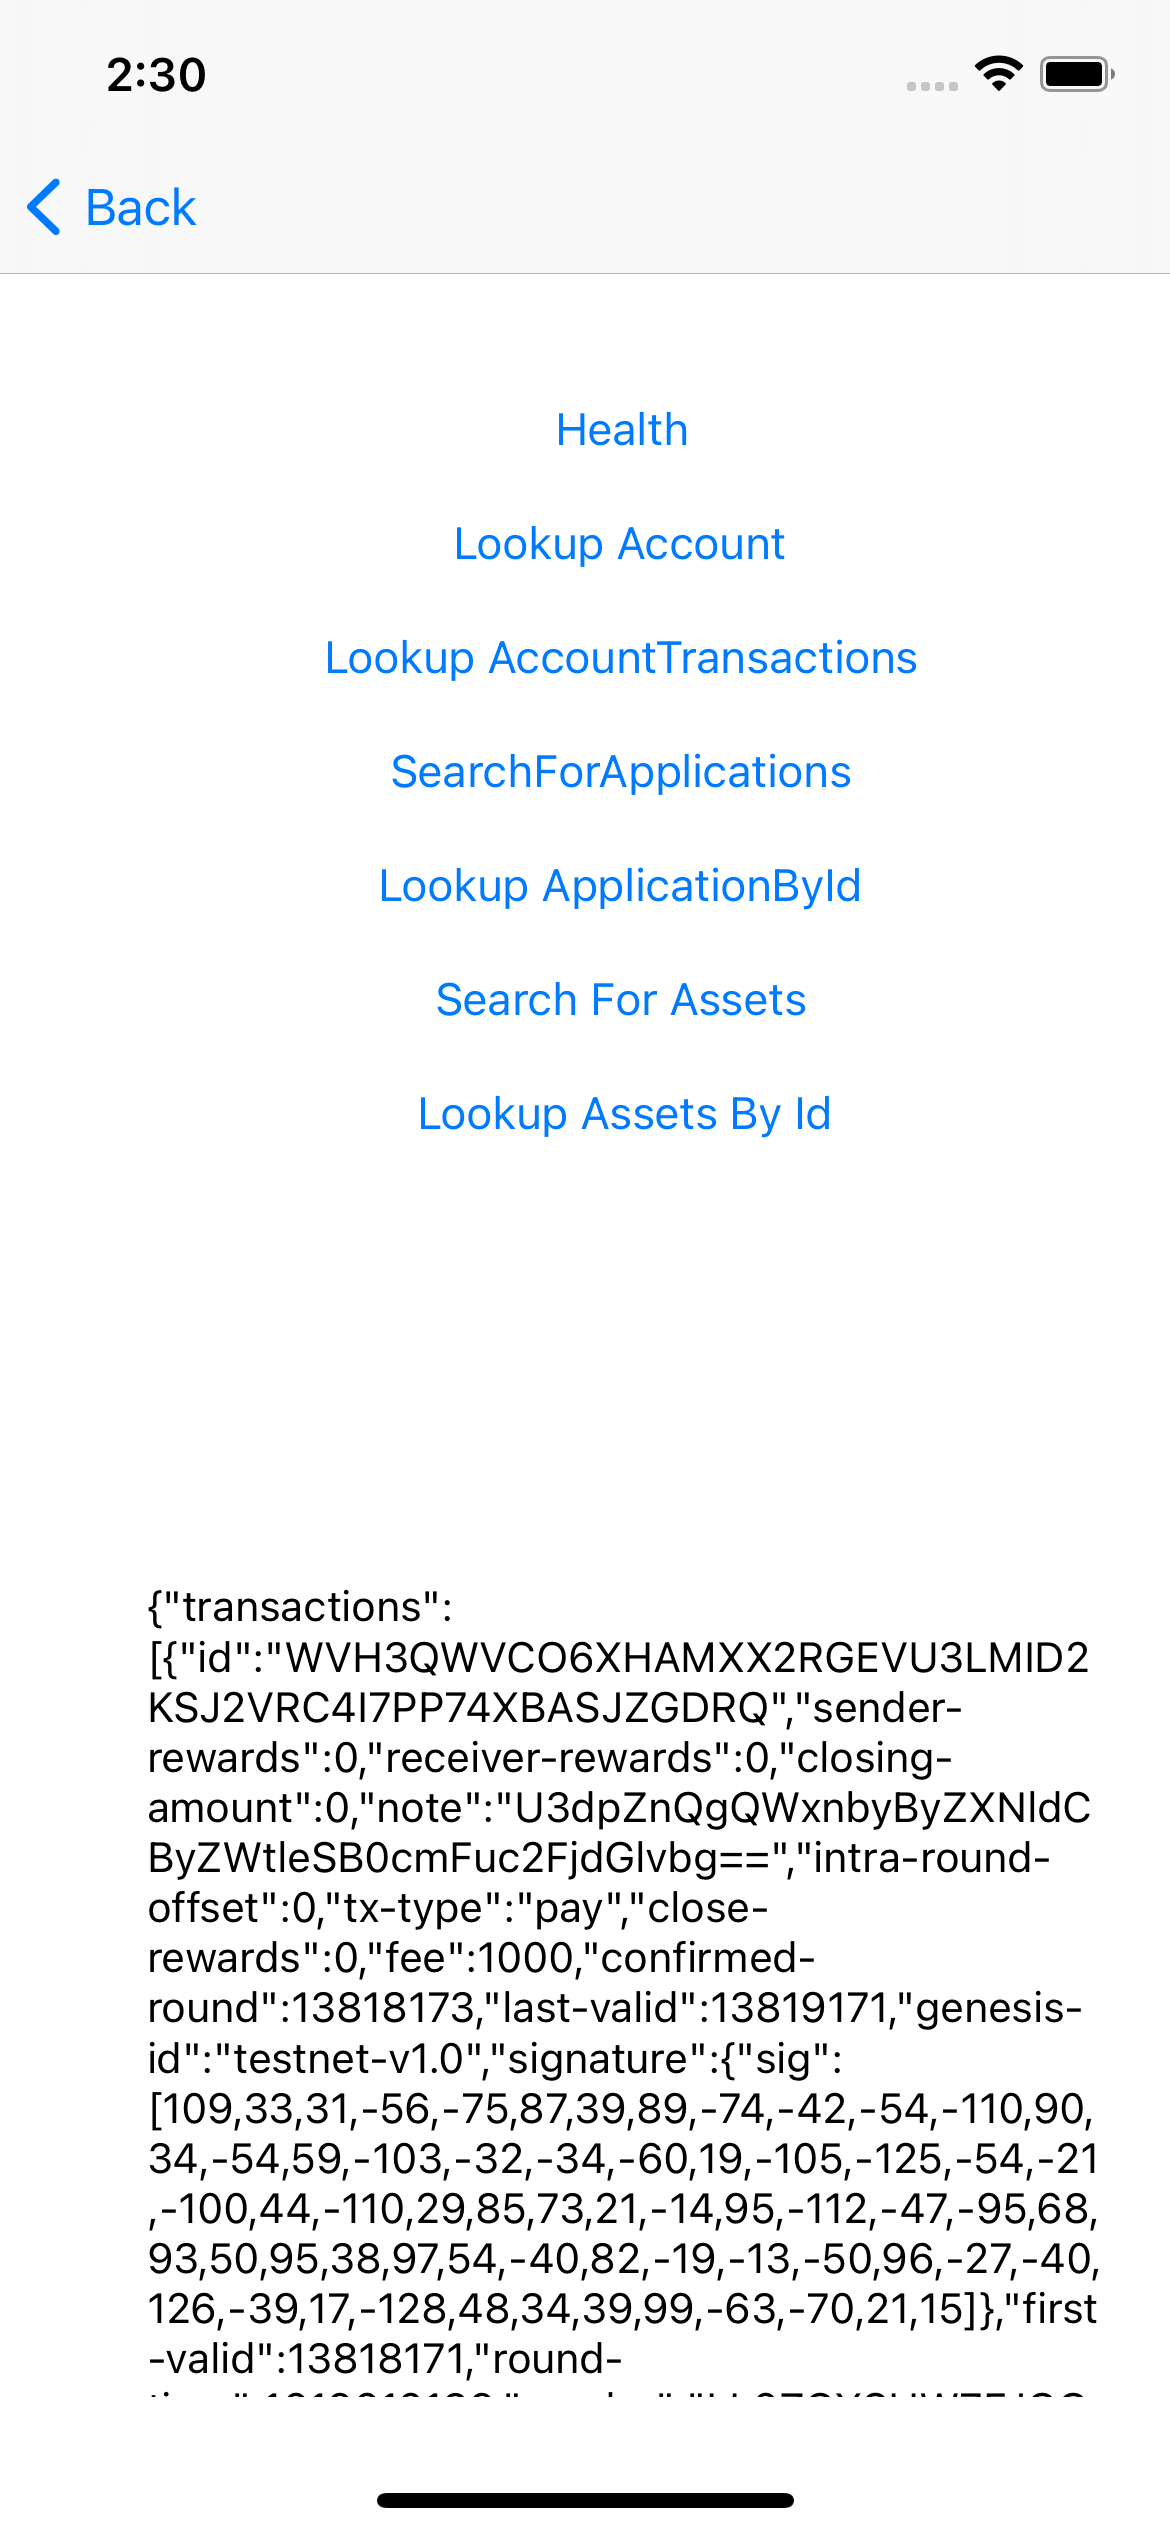 2:30
Back
Health
Lookup Account
Lookup AccountTransactions
SearchForApplications
Lookup ApplicationById
Search For Assets
Lookup Assets By Id
{"transactions":
[{"id":"WVH3QWVCO6XHAMXX2RGEVU3LMID2
KSJ2VRC4I7PP74XBASJZGDRQ","sender-
rewards":0,"receiver-rewards":0,"closing-
amount":0,"note":"U3dpZnQgQWxnbyByZXNldC
ByZWtleSB0cmFuc2FjdGlvbg==","intra-round-
offset":0,"tx-type":"pay","close-
rewards":0,"fee":1000,"confirmed-
round":13818173,"last-valid":13819171,"genesis-
id":"testnet-v1.0","signature":{"sig":
[109,33,31,-56,-75,87,39,89,-74,-42,-54,-110,90,
34,-54,59,-103,-32,-34,-60,19,-105,-125,-54,-21
,-100,44,-110,29,85,73,21,-14,95,-112,-47,-95,68,
93,50,95,38,97,54,-40,82,-19,-13,-50,96,-27,-40,
126,-39,17,-128,48,34,39,99,-63,-70,21,15]},"first
-valid":13818171,"round-